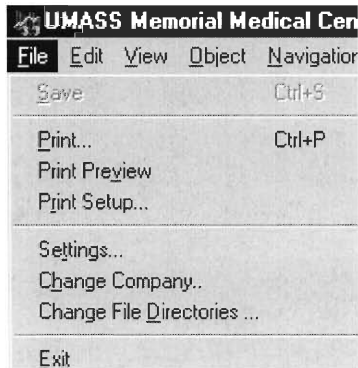 UMASS Memorial Medical Cen
File Edit View Object Navigation
Save Ctrl+S
Print... Ctrl+P
Print Preview
Print Setup...
Settings...
Change Company..
Change File Directories ...
Exit